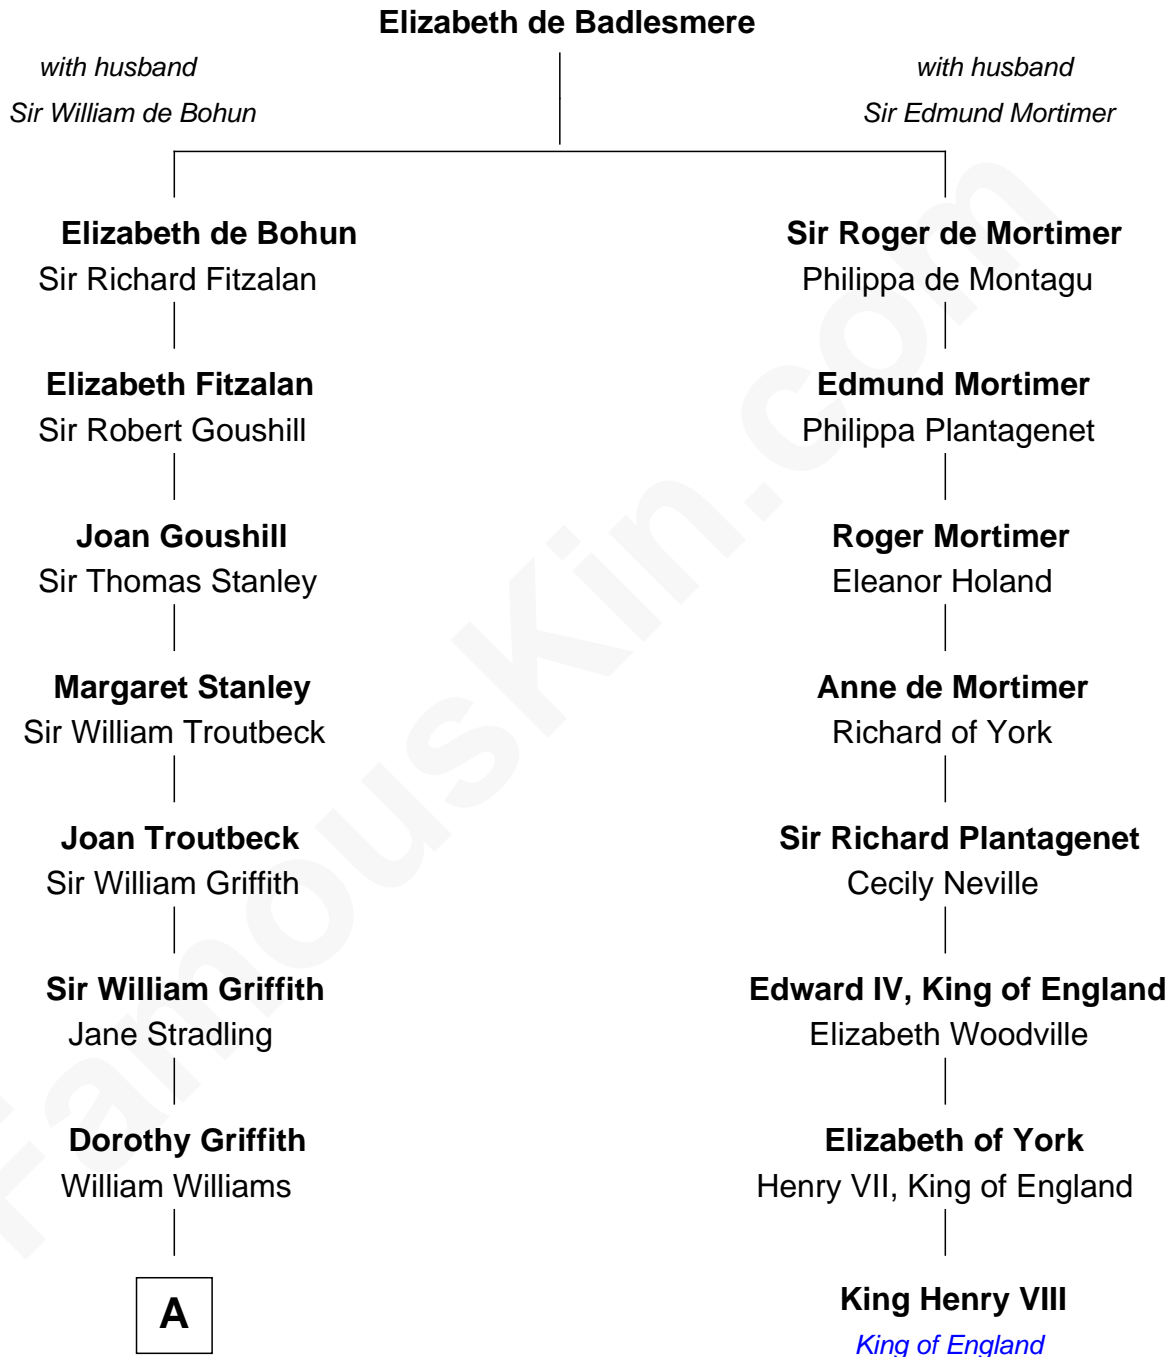 Elizabeth de Badlesmere
with husband
Sir William de Bohun
with husband
Sir Edmund Mortimer
Elizabeth de Bohun
Sir Richard Fitzalan
Sir Roger de Mortimer
Philippa de Montagu
Elizabeth Fitzalan
Sir Robert Goushill
Edmund Mortimer
Philippa Plantagenet
Joan Goushill
Sir Thomas Stanley
Roger Mortimer
Eleanor Holand
Margaret Stanley
Sir William Troutbeck
Anne de Mortimer
Richard of York
Joan Troutbeck
Sir William Griffith
Sir Richard Plantagenet
Cecily Neville
Sir William Griffith
Jane Stradling
Edward IV, King of England
Elizabeth Woodville
Dorothy Griffith
William Williams
Elizabeth of York
Henry VII, King of England
A
King Henry VIII
King of England
FamousKin.com